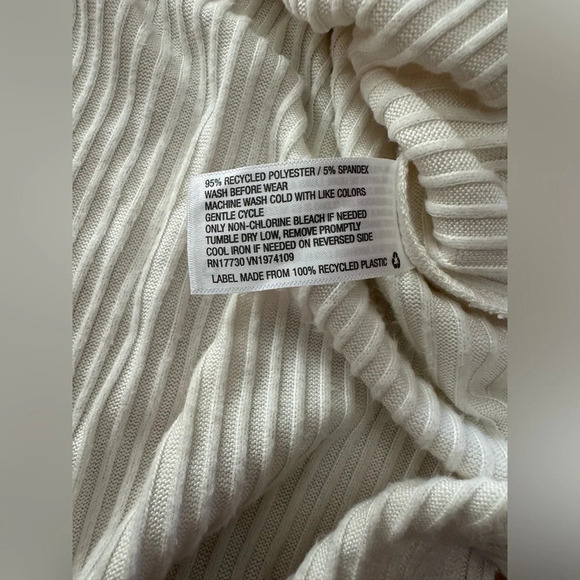 95% RECYCLED POLYESTER / 5% SPANDEX
WASH BEFORE WEAR
MACHINE WASH COLD WITH LIKE COLORS
GENTLE CYCLE
ONLY NON-CHLORINE BLEACH IF NEEDED
TUMBLE DRY LOW, REMOVE PROMPTLY
COOL IRON IF NEEDED ON REVERSED SIDE
RN17730 VN1974109
LABEL MADE FROM 100% RECYCLED PLASTIC